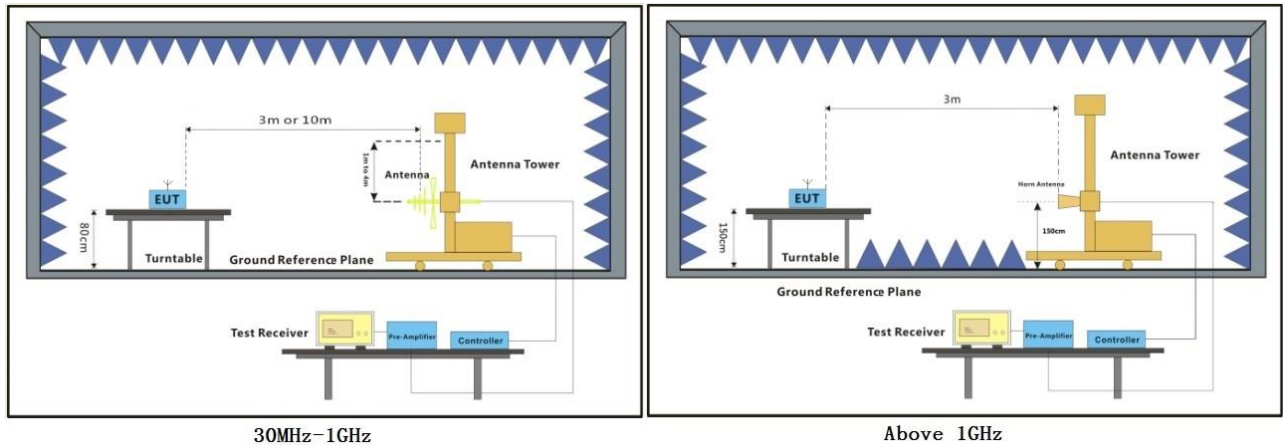 3m or 10m
1m to 4m
Antenna
Antenna Tower
EUT
80cm
Turntable
Ground Reference Plane
Test Receiver
Pre-Amplifier
Controller
30MHz-1GHz
3m
Antenna Tower
Horn Antenna
EUT
150cm
150cm
Turntable
Ground Reference Plane
Test Receiver
Pre-Amplifier
Controller
Above 1GHz